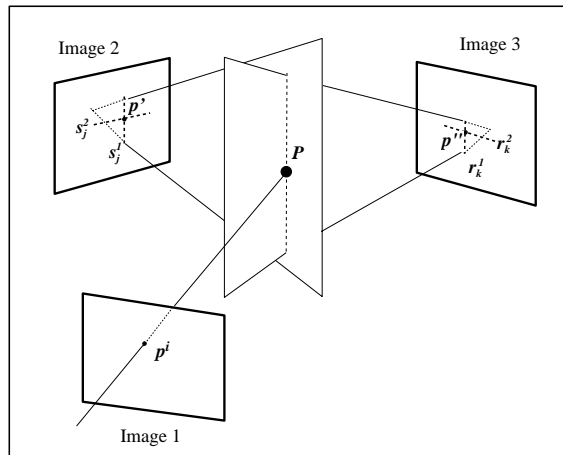 Image 2
Image 3
p'
s_j^2
s_j^1
p''
r_k^2
r_k^1
P
p^i
Image 1